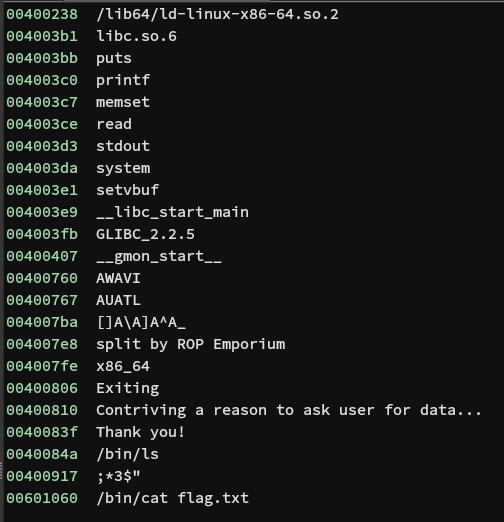 00400238 /lib64/ld-linux-x86-64.so.2
004003b1 libc.so.6
004003bb puts
004003c0 printf
004003c7 memset
004003ce read
004003d3 stdout
004003da system
004003e1 setvbuf
004003e9 __libc_start_main
004003fb GLIBC_2.2.5
00400407 __gmon_start__
00400760 AWAVI
00400767 AUATL
004007ba []A\A]A^A_
004007e8 split by ROP Emporium
004007fe x86_64
00400806 Exiting
00400810 Contriving a reason to ask user for data...
0040083f Thank you!
0040084a /bin/ls
00400917 ;*3$"
00601060 /bin/cat flag.txt